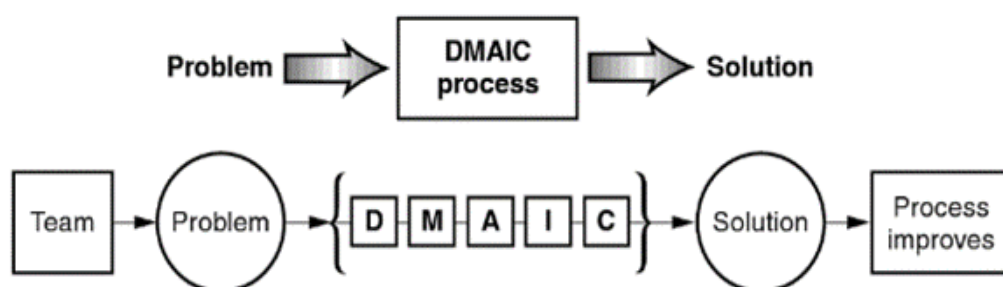 Problem
DMAIC
process
Solution
Team
Problem
D M A I C
Solution
Process
improves